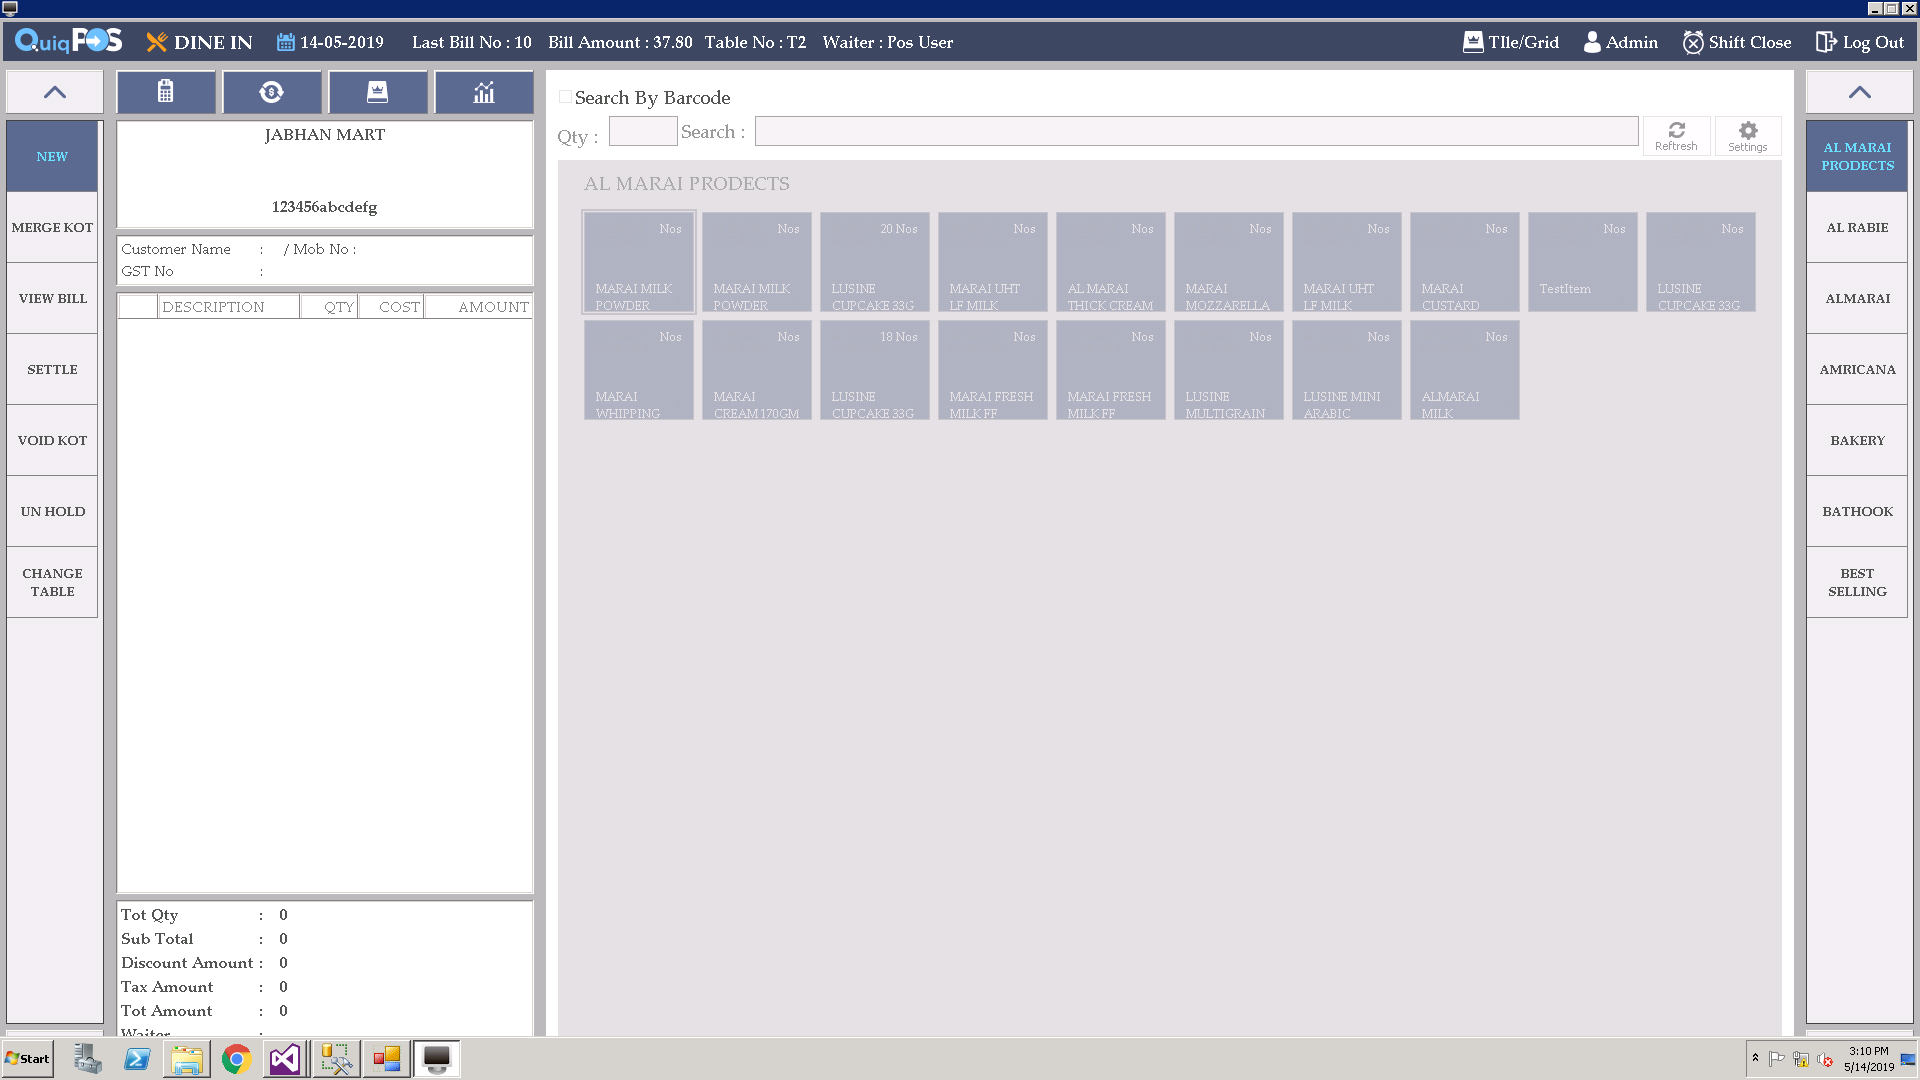 QuiqPOS DINE IN 14-05-2019 Last Bill No : 10 Bill Amount : 37.80 Table No : T2 Waiter : Pos User TIle/Grid Admin Shift Close Log Out
NEW
MERGE KOT
VIEW BILL
SETTLE
VOID KOT
UN HOLD
CHANGE
TABLE
JABHAN MART
123456abcdefg
Customer Name : / Mob No :
GST No :
DESCRIPTION QTY COST AMOUNT
Tot Qty : 0
Sub Total : 0
Discount Amount : 0
Tax Amount : 0
Tot Amount : 0
Waiter :
Search By Barcode
Qty : Search :
Reftresh Settings
AL MARAI PRODECTS
Nos
MARAI MILK
POWDER
Nos
MARAI MILK
POWDER
20 Nos
LUSINE
CUPCAKE 33G
Nos
MARAI UHT
LF MILK
Nos
AL MARAI
THICK CREAM
Nos
MARAI
MOZZARELLA
Nos
MARAI UHT
LF MILK
Nos
MARAI
CUSTARD
Nos
TestItem
Nos
LUSINE
CUPCAKE 33G
Nos
MARAI
WHIPPING
Nos
MARAI
CREAM 170GM
18 Nos
LUSINE
CUPCAKE 33G
Nos
MARAI FRESH
MILK FF
Nos
MARAI FRESH
MILK FF
Nos
LUSINE
MULTIGRAIN
Nos
LUSINE MINI
ARABIC
Nos
ALMARAI
MILK
AL MARAI
PRODECTS
AL RABIE
ALMARAI
AMRICANA
BAKERY
BATHOOK
BEST
SELLING
Start
3:10 PM
5/14/2019